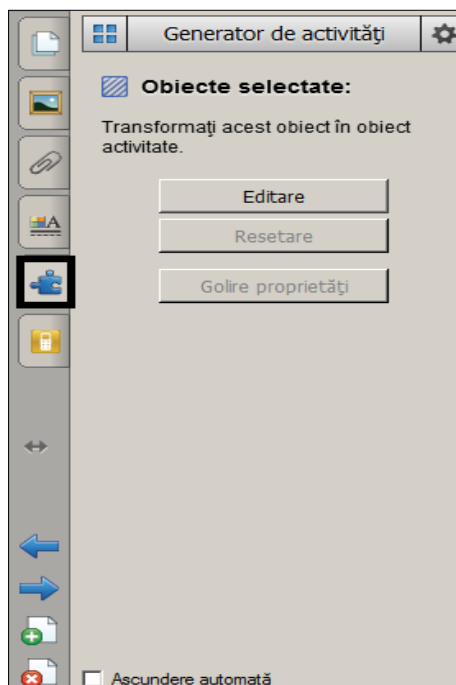 Generator de activităţi
Obiecte selectate:
Transformaţi acest obiect în obiect
activitate.
Editare
Resetare
Golire proprietăţi
A
Ascundere automată